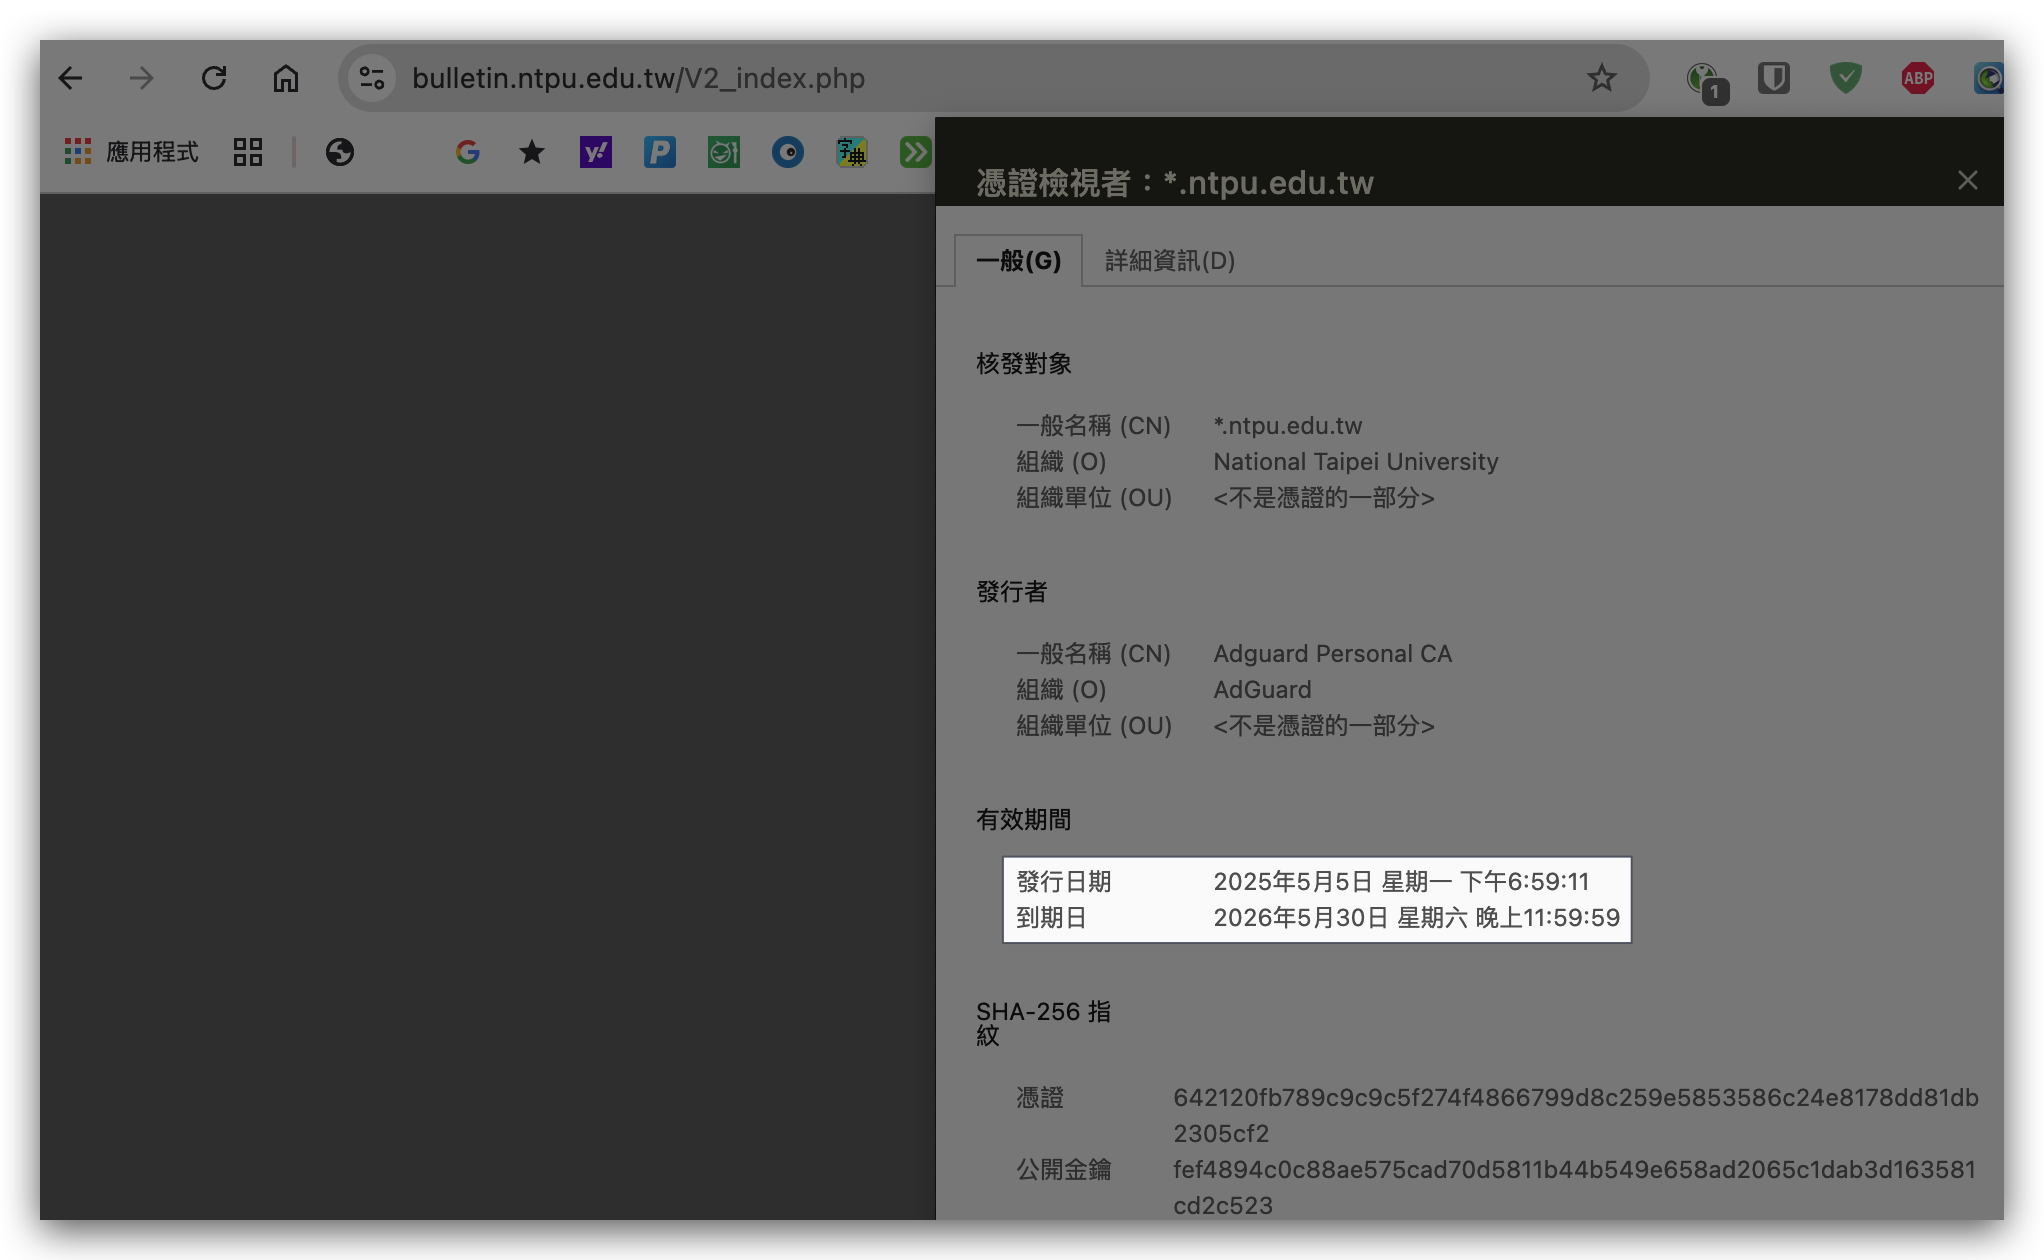 bulletin.ntpu.edu.tw/V2_index.php
1
ABP
應用程式
憑證檢視者：*.ntpu.edu.tw
一般(G) 詳細資訊(D)
核發對象
一般名稱 (CN) *.ntpu.edu.tw
組織 (O) National Taipei University
組織單位 (OU) <不是憑證的一部分>
發行者
一般名稱 (CN) Adguard Personal CA
組織 (O) AdGuard
組織單位 (OU) <不是憑證的一部分>
有效期間
發行日期 2025年5月5日 星期一 下午6:59:11
到期日 2026年5月30日 星期六 晚上11:59:59
SHA-256 指
紋
憑證 642120fb789c9c9c5f274f4866799d8c259e5853586c24e8178dd81db
2305cf2
公開金鑰 fef4894c0c88ae575cad70d5811b44b549e658ad2065c1dab3d163581
cd2c523